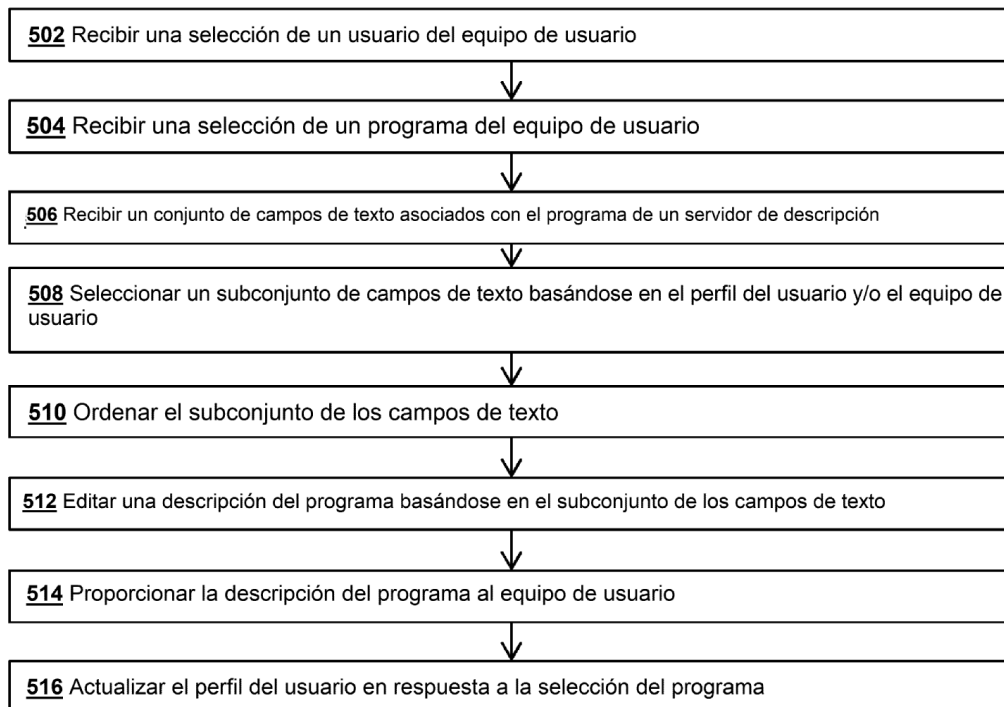 502 Recibir una selección de un usuario del equipo de usuario
504 Recibir una selección de un programa del equipo de usuario
506 Recibir un conjunto de campos de texto asociados con el programa de un servidor de descripción
508 Seleccionar un subconjunto de campos de texto basándose en el perfil del usuario y/o el equipo de
usuario
510 Ordenar el subconjunto de los campos de texto
512 Editar una descripción del programa basándose en el subconjunto de los campos de texto
514 Proporcionar la descripción del programa al equipo de usuario
516 Actualizar el perfil del usuario en respuesta a la selección del programa